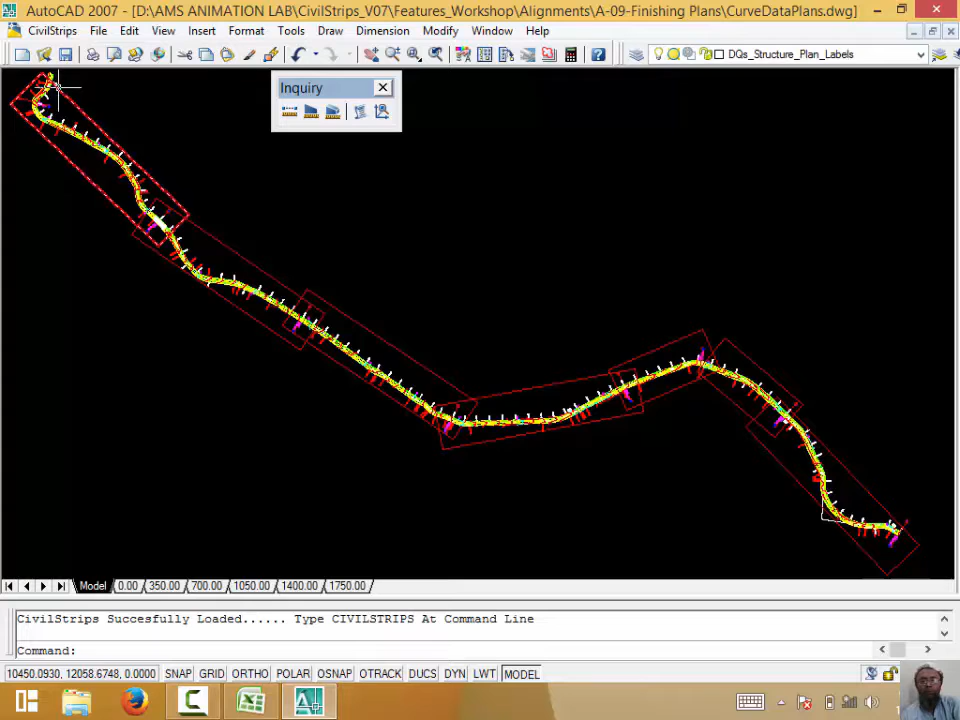 AutoCAD 2007 - [D:\AMS ANIMATION LAB\CivilStrips_V07\Features_Workshop\Alignments\A-09-Finishing Plans\CurveDataPlans.dwg]
CivilStrips File Edit View Insert Format Tools Draw Dimension Modify Window Help
DQs_Structure_Plan_Labels
Inquiry
Model 0.00 350.00 700.00 1050.00 1400.00 1750.00
CivilStrips Succesfully Loaded...... Type CIVILSTRIPS At Command Line
Command:
10450.0930, 12058.6748, 0.0000 SNAP GRID ORTHO POLAR OSNAP OTRACK DUCS DYN LWT MODEL